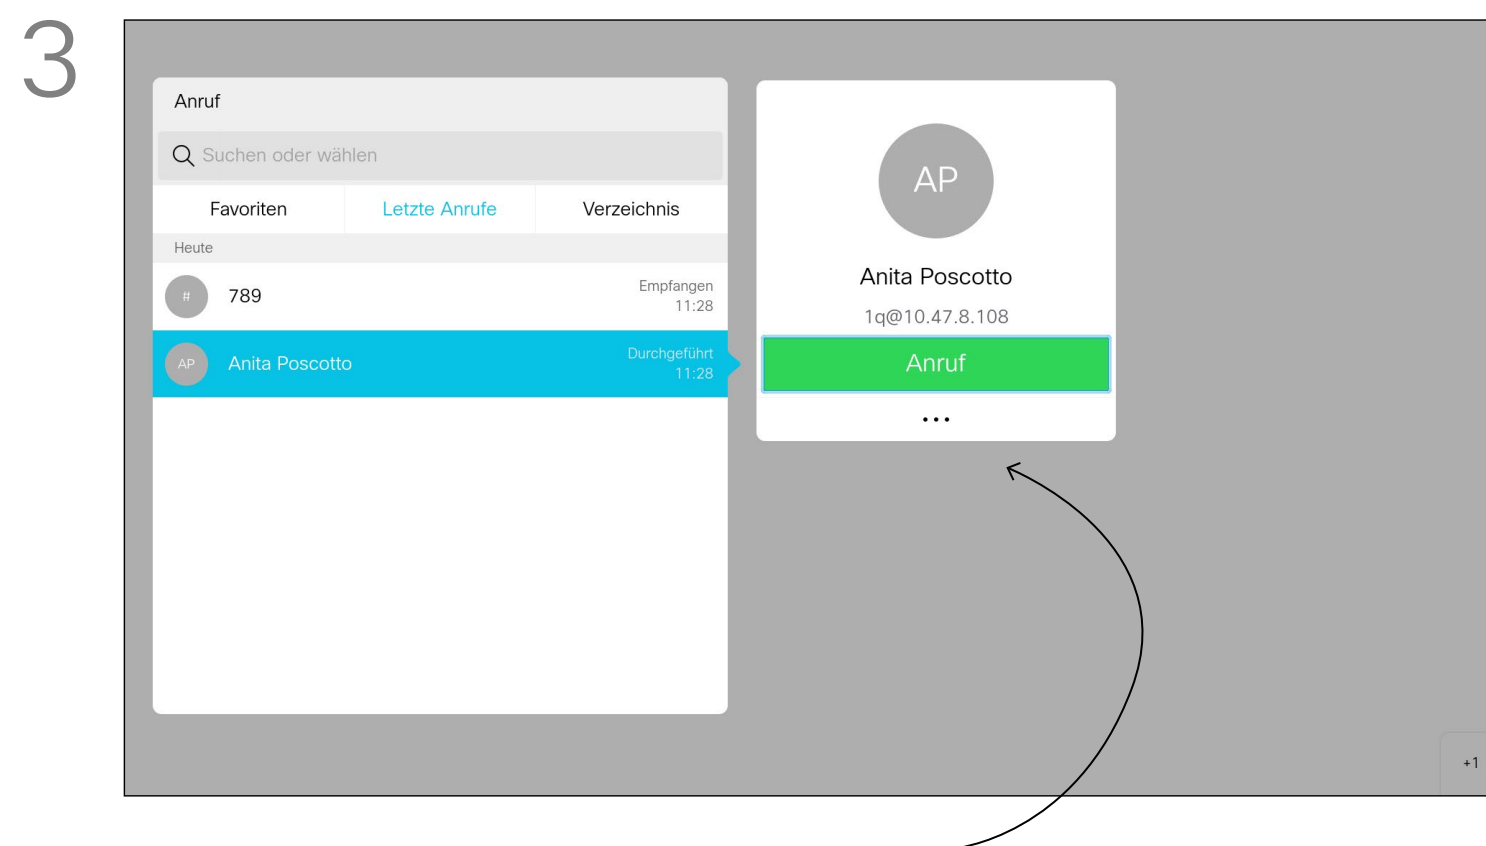 3
Anruf
Suchen oder wählen
Favoriten Letzte Anrufe Verzeichnis
Heute
# 789 Empfangen
11:28
AP Anita Poscotto Durchgeführt
11:28
AP
Anita Poscotto
1q@10.47.8.108
Anruf
...
+1